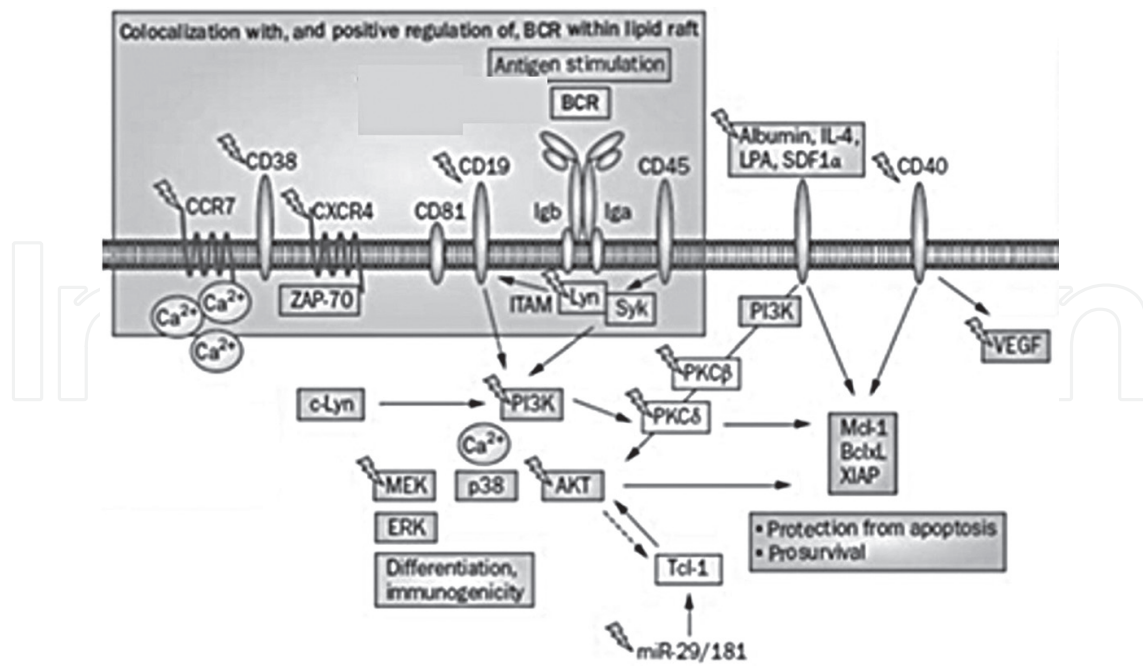 Colocalization with, and positive regulation of, BCR within lipid raft
Antigen stimulation
BCR
Albumin, IL-4,
LPA, SDF1α
CD38
CD19
CD45
CD40
CCR7
CXCR4
CD81
Igb
Iga
ZAP-70
ITAM
Lyn
Syk
Ca2+
Ca2+
Ca2+
PI3K
VEGF
PKCβ
c-Lyn
PI3K
PKCδ
Mcl-1
BclxL
XIAP
Ca2+
MEK
p38
AKT
ERK
• Protection from apoptosis
• Prosurvival
Differentiation,
immunogenicity
Tcl-1
miR-29/181